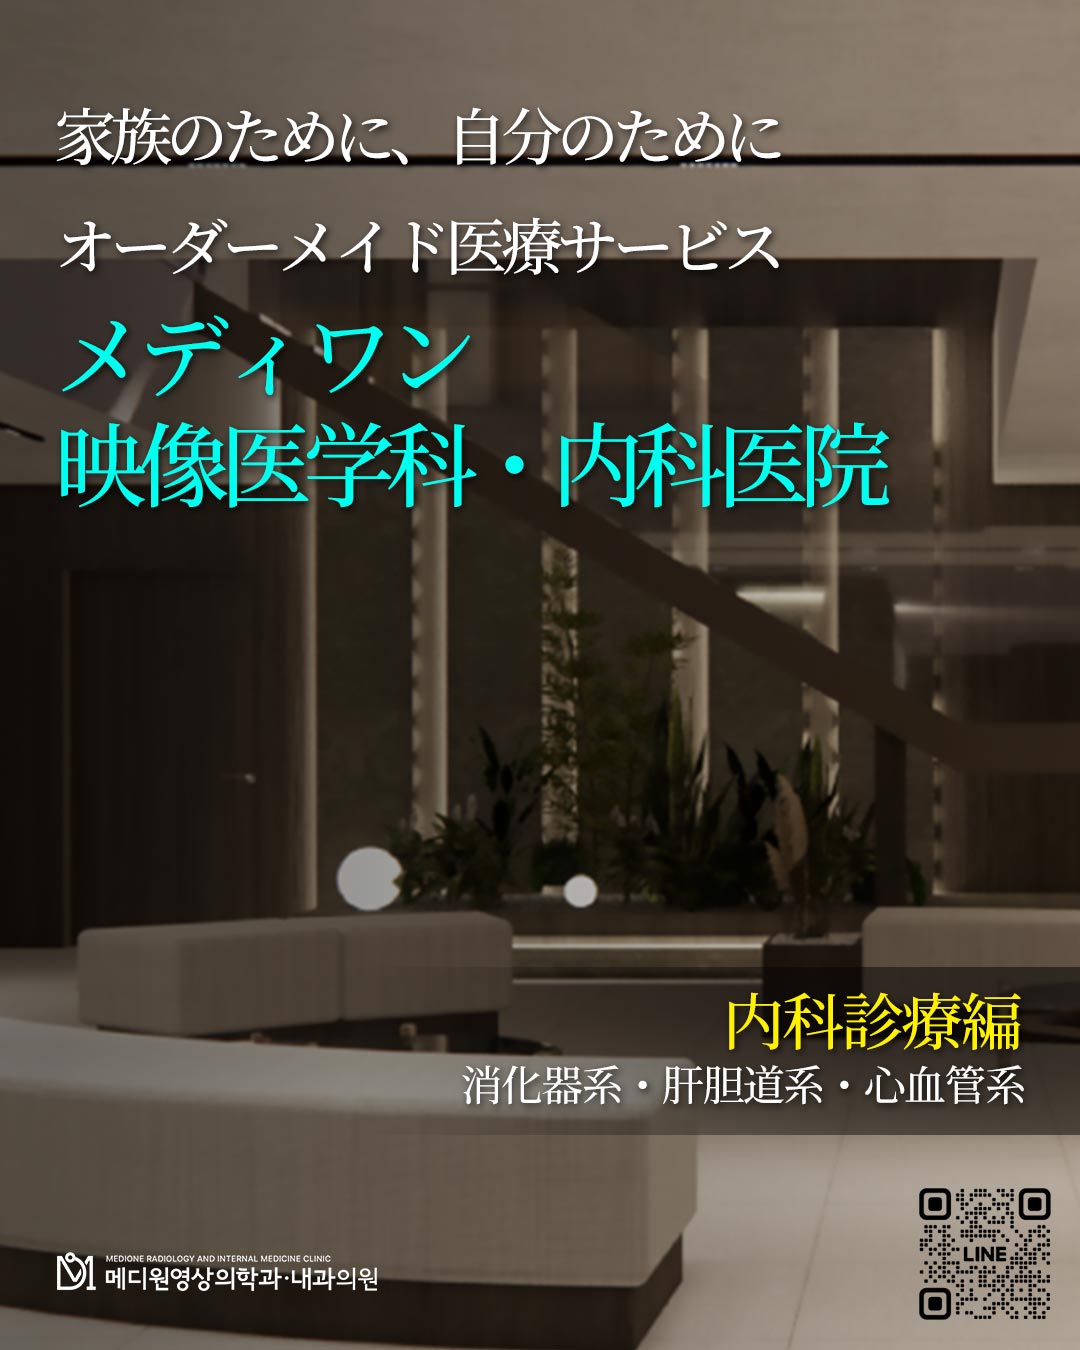 家族のために、自分のために
オーダーメイド医療サービス
メディワン
映像医学科・内科医院
内科診療編
消化器系・肝胆道系・心血管系
LINE
MEDIONE RADIOLOGY AND INTERNAL MEDICINE CLINIC
메디원영상의학과·내과의원